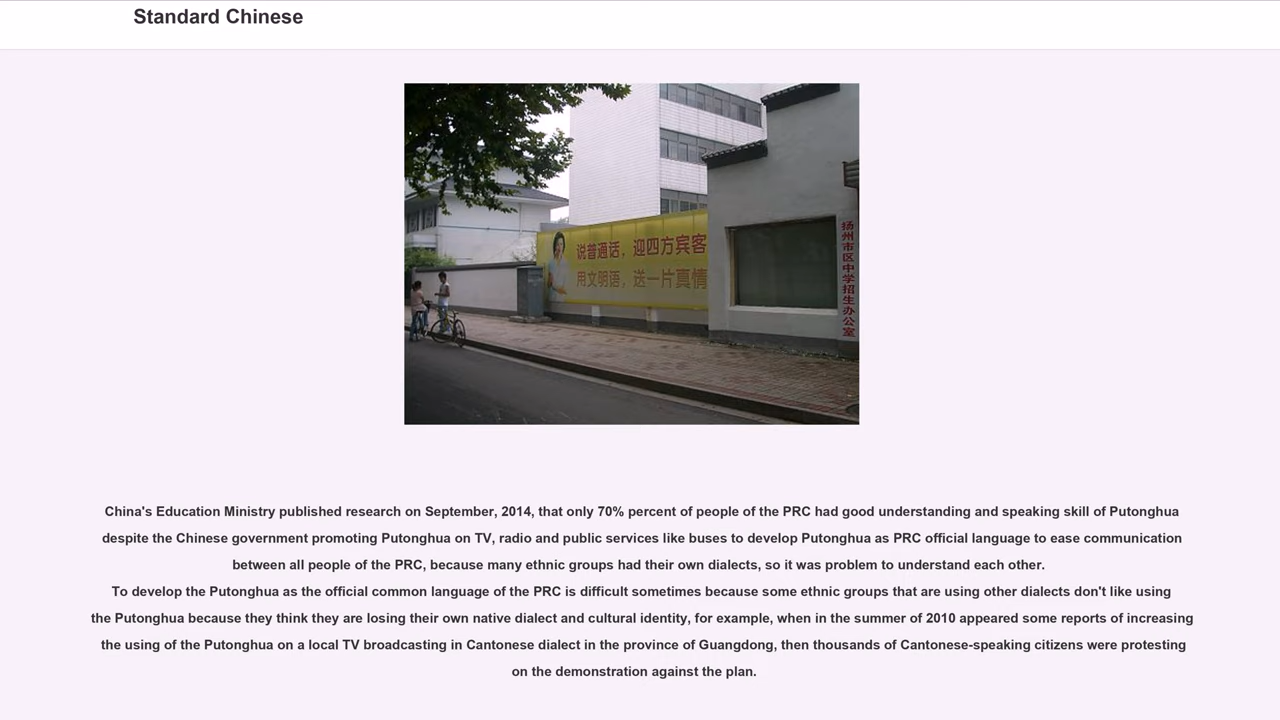 Standard Chinese
说普通话，迎四方宾客
用文明语，送一片真情
扬州市区中学招生办公室
China's Education Ministry published research on September, 2014, that only 70% percent of people of the PRC had good understanding and speaking skill of Putonghua
despite the Chinese government promoting Putonghua on TV, radio and public services like buses to develop Putonghua as PRC official language to ease communication
between all people of the PRC, because many ethnic groups had their own dialects, so it was problem to understand each other.
To develop the Putonghua as the official common language of the PRC is difficult sometimes because some ethnic groups that are using other dialects don't like using
the Putonghua because they think they are losing their own native dialect and cultural identity, for example, when in the summer of 2010 appeared some reports of increasing
the using of the Putonghua on a local TV broadcasting in Cantonese dialect in the province of Guangdong, then thousands of Cantonese-speaking citizens were protesting
on the demonstration against the plan.